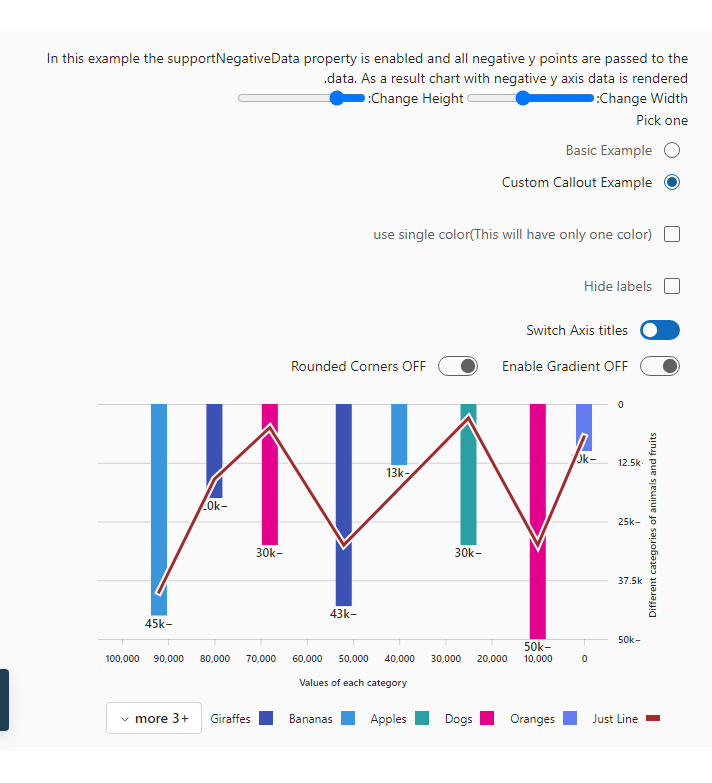 In this example the supportNegativeData property is enabled and all negative y points are passed to the
.data. As a result chart with negative y axis data is rendered
:Change Height
:Change Width
Pick one
Basic Example
Custom Callout Example
use single color(This will have only one color)
Hide labels
Switch Axis titles
Rounded Corners OFF
Enable Gradient OFF
0
12.5k-
25k–
37.5k
50k–
Different categories of animals and fruits
45k–
30k–
43k–
13k-
30k–
50k–
100,000 90,000 80,000 70,000 60,000 50,000 40,000 30,000 20,000 10,000 0
Values of each category
more 3+
Giraffes
Bananas
Apples
Dogs
Oranges
Just Line